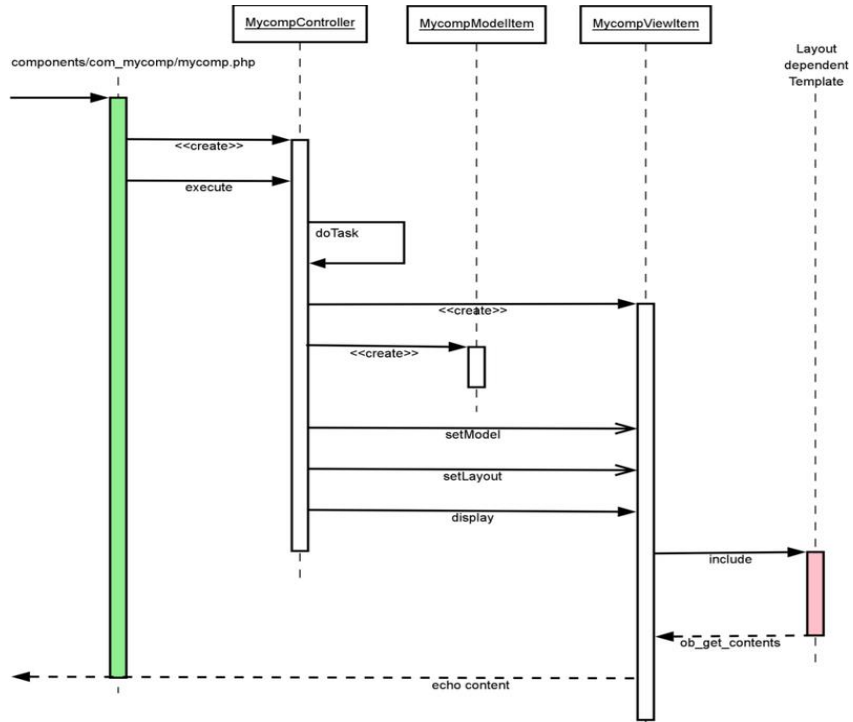 MycompController
MycompModelItem
MycompViewItem
Layout
dependent
Template
components/com_mycomp/mycomp.php
<<create>>
execute
doTask
<<create>>
<<create>>
setModel
setLayout
display
include
ob_get_contents
echo content